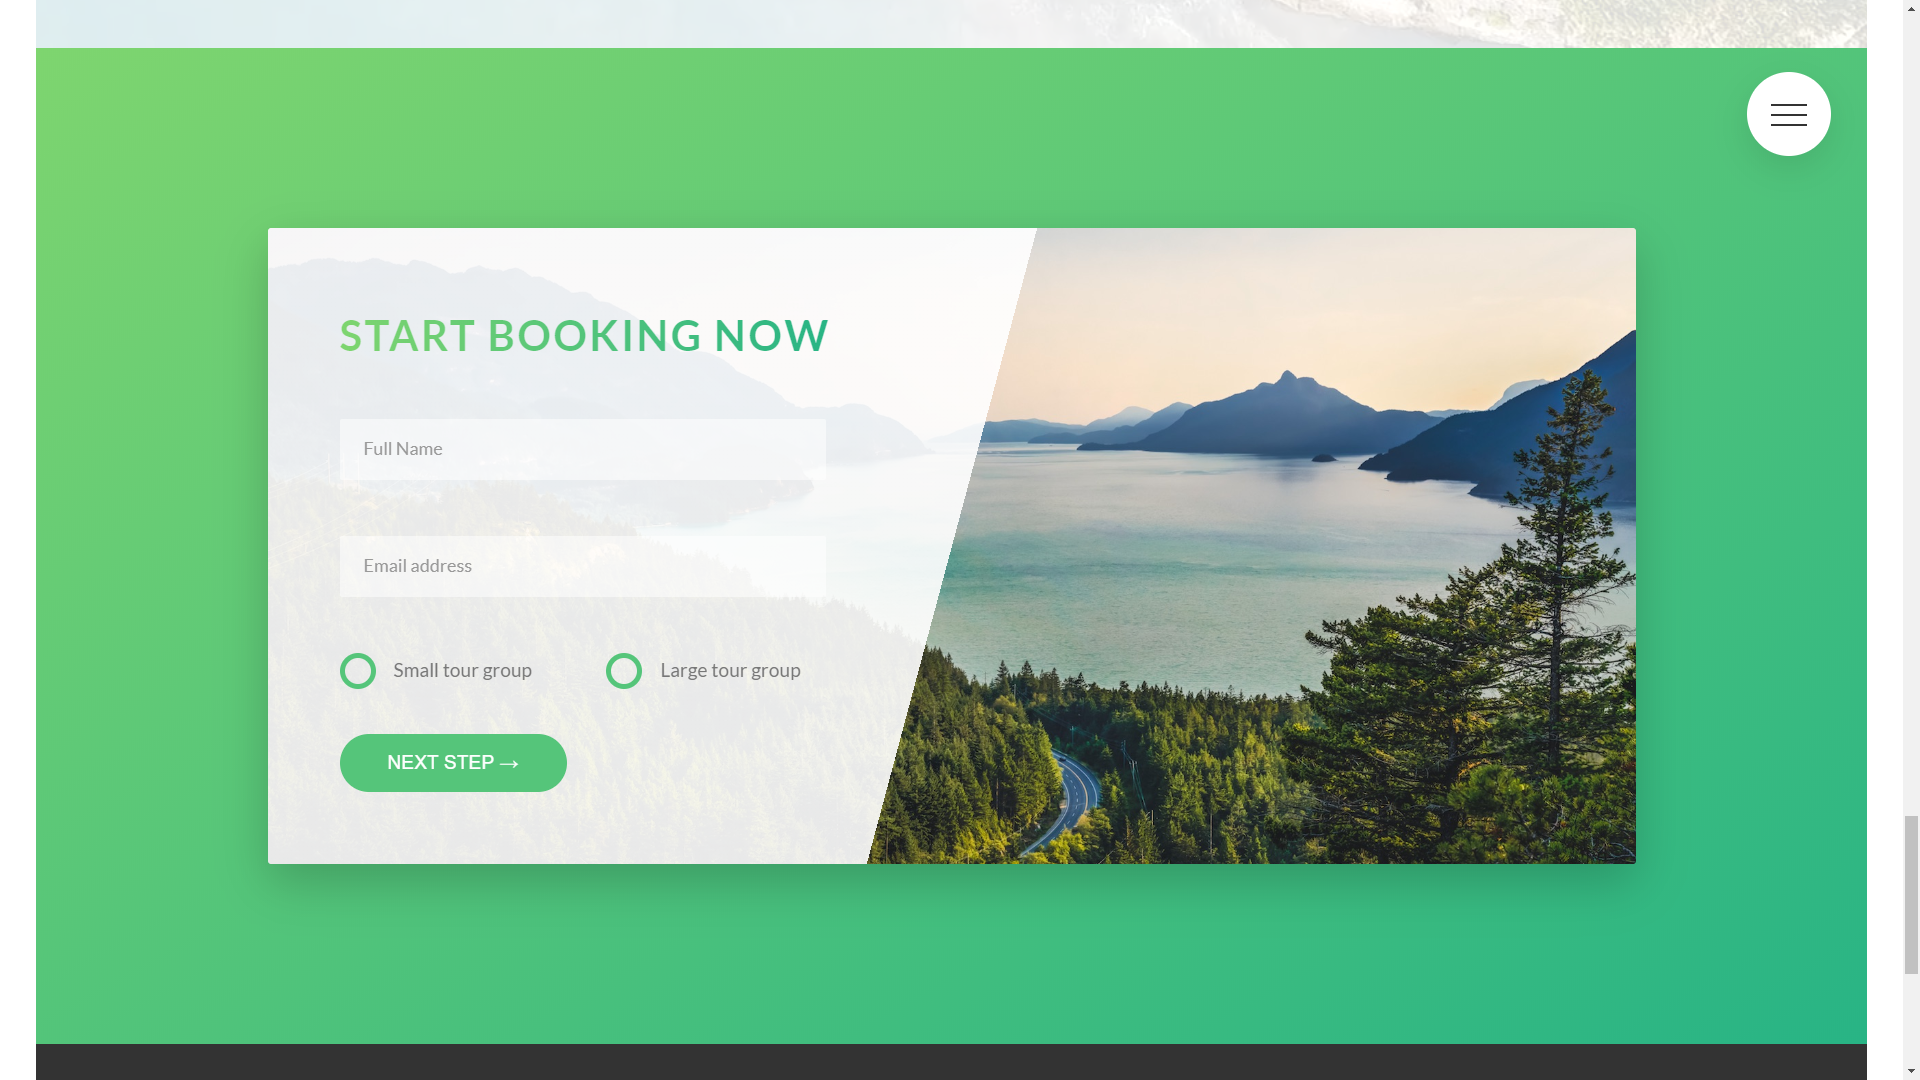 START BOOKING NOW
Full Name
Email address
Small tour group
Large tour group
NEXT STEP →